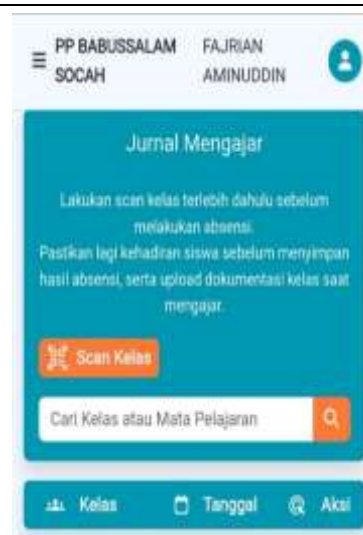 PP BABUSSALAM SOCAH
FAJRIAN AMINUDDIN
Jurnal Mengajar
Lakukan scan kelas terlebih dahulu sebelum
melakukan absensi.
Pastikan lagi kehadiran siswa sebelum menyimpan
hasil absensi, serta upload dokumentasi kelas saat
mengajar.
Scan Kelas
Cari Kelas atau Mata Pelajaran
Kelas Tanggal Aksi